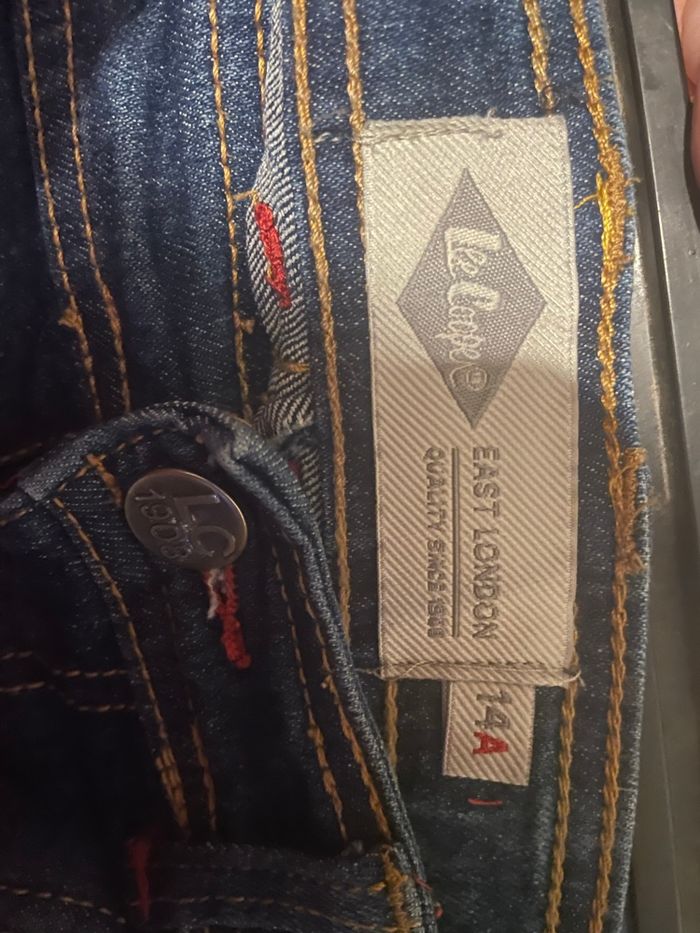 Lee Cooper®
EAST LONDON
QUALITY SINCE 1908
14A
LC
1908